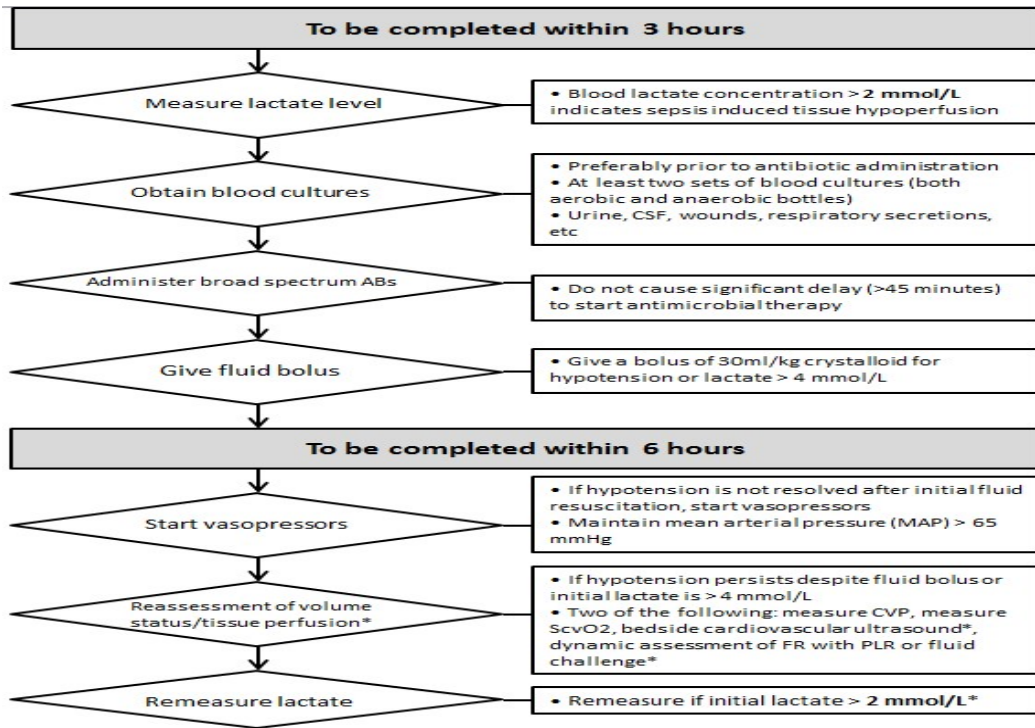 To be completed within 3 hours
Measure lactate level
• Blood lactate concentration > 2 mmol/L
indicates sepsis induced tissue hypoperfusion
Obtain blood cultures
• Preferably prior to antibiotic administration
• At least two sets of blood cultures (both
aerobic and anaerobic bottles)
• Urine, CSF, wounds, respiratory secretions,
etc
Administer broad spectrum ABs
• Do not cause significant delay (>45 minutes)
to start antimicrobial therapy
Give fluid bolus
• Give a bolus of 30ml/kg crystalloid for
hypotension or lactate > 4 mmol/L
To be completed within 6 hours
Start vasopressors
• If hypotension is not resolved after initial fluid
resuscitation, start vasopressors
• Maintain mean arterial pressure (MAP) > 65
mmHg
Reassessment of volume
status/tissue perfusion*
• If hypotension persists despite fluid bolus or
initial lactate is > 4 mmol/L
• Two of the following: measure CVP, measure
ScvO2, bedside cardiovascular ultrasound*,
dynamic assessment of FR with PLR or fluid
challenge*
Remeasure lactate
• Remeasure if initial lactate > 2 mmol/L*